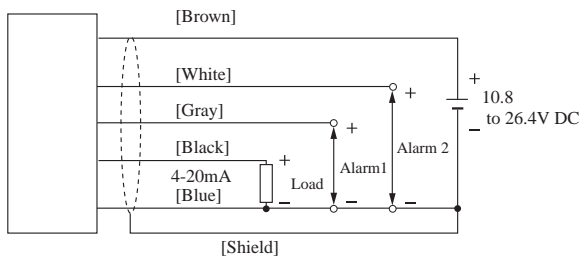 [Brown]
+
[White]
+
10.8
to 26.4V DC
−
[Gray]
+
Alarm 2
[Black]
+
Alarm1
4-20mA
Load
[Blue]
−
−
−
[Shield]